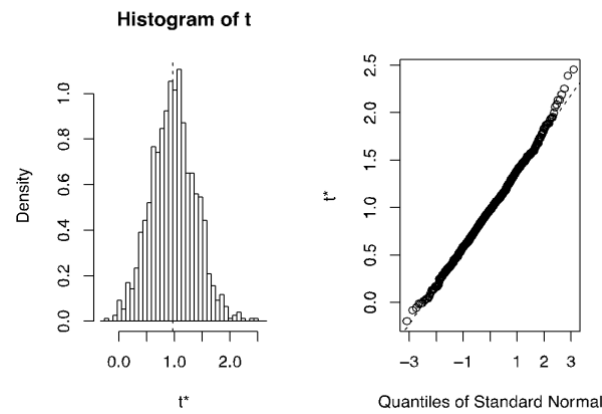 Histogram of t
Density
0.0 0.2 0.4 0.6 0.8 1.0
0.0 1.0 2.0
t*
t*
0.0 0.5 1.0 1.5 2.0 2.5
−3 −1 1 2 3
Quantiles of Standard Normal